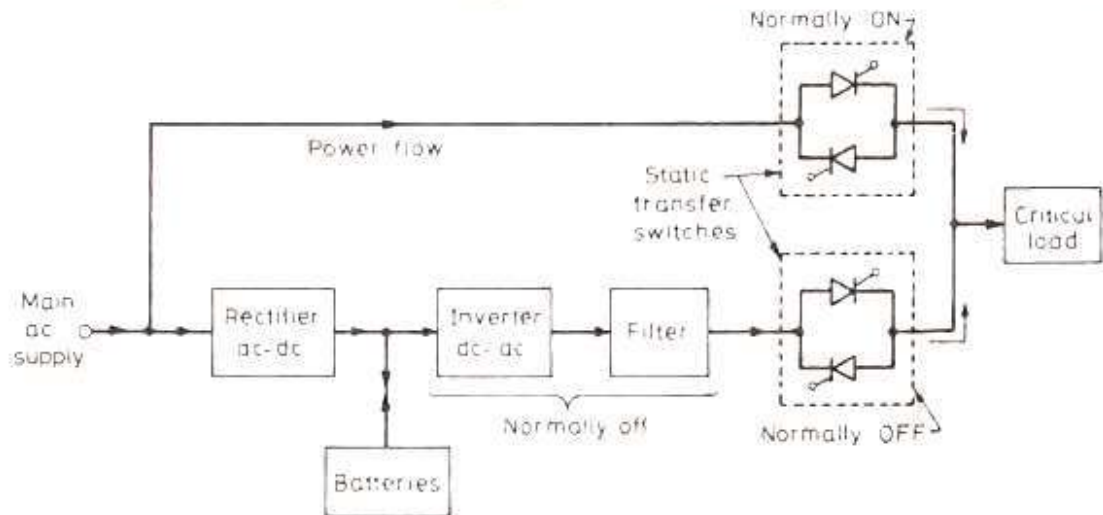 Normally ON
Power flow
Static
transfer
switches
Critical
load
Main
ac
supply
Rectifier
ac-dc
Inverter
dc-ac
Filter
Normally off
Normally OFF
Batteries